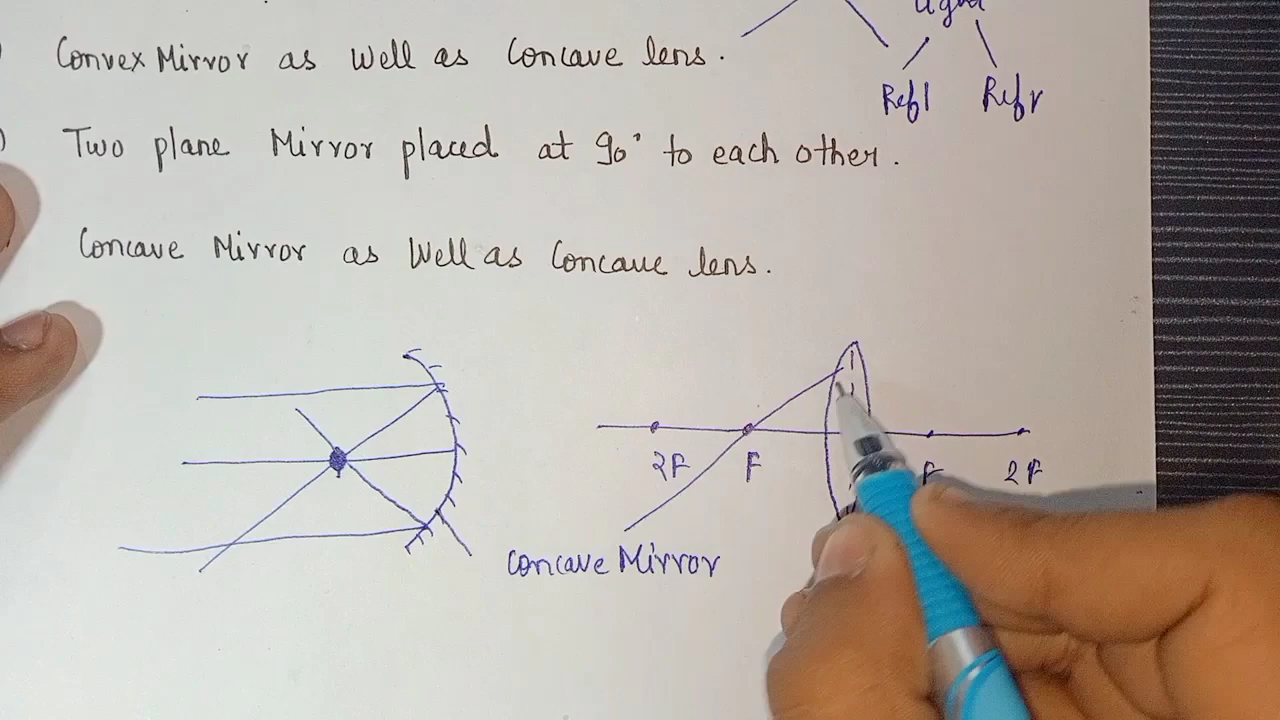 Convex Mirror as Well as Concave lens.
Refl Refr
Two plane Mirror placed at 90° to each other.
Concave Mirror as Well as Concave lens.
2F F F 2F
Concave Mirror